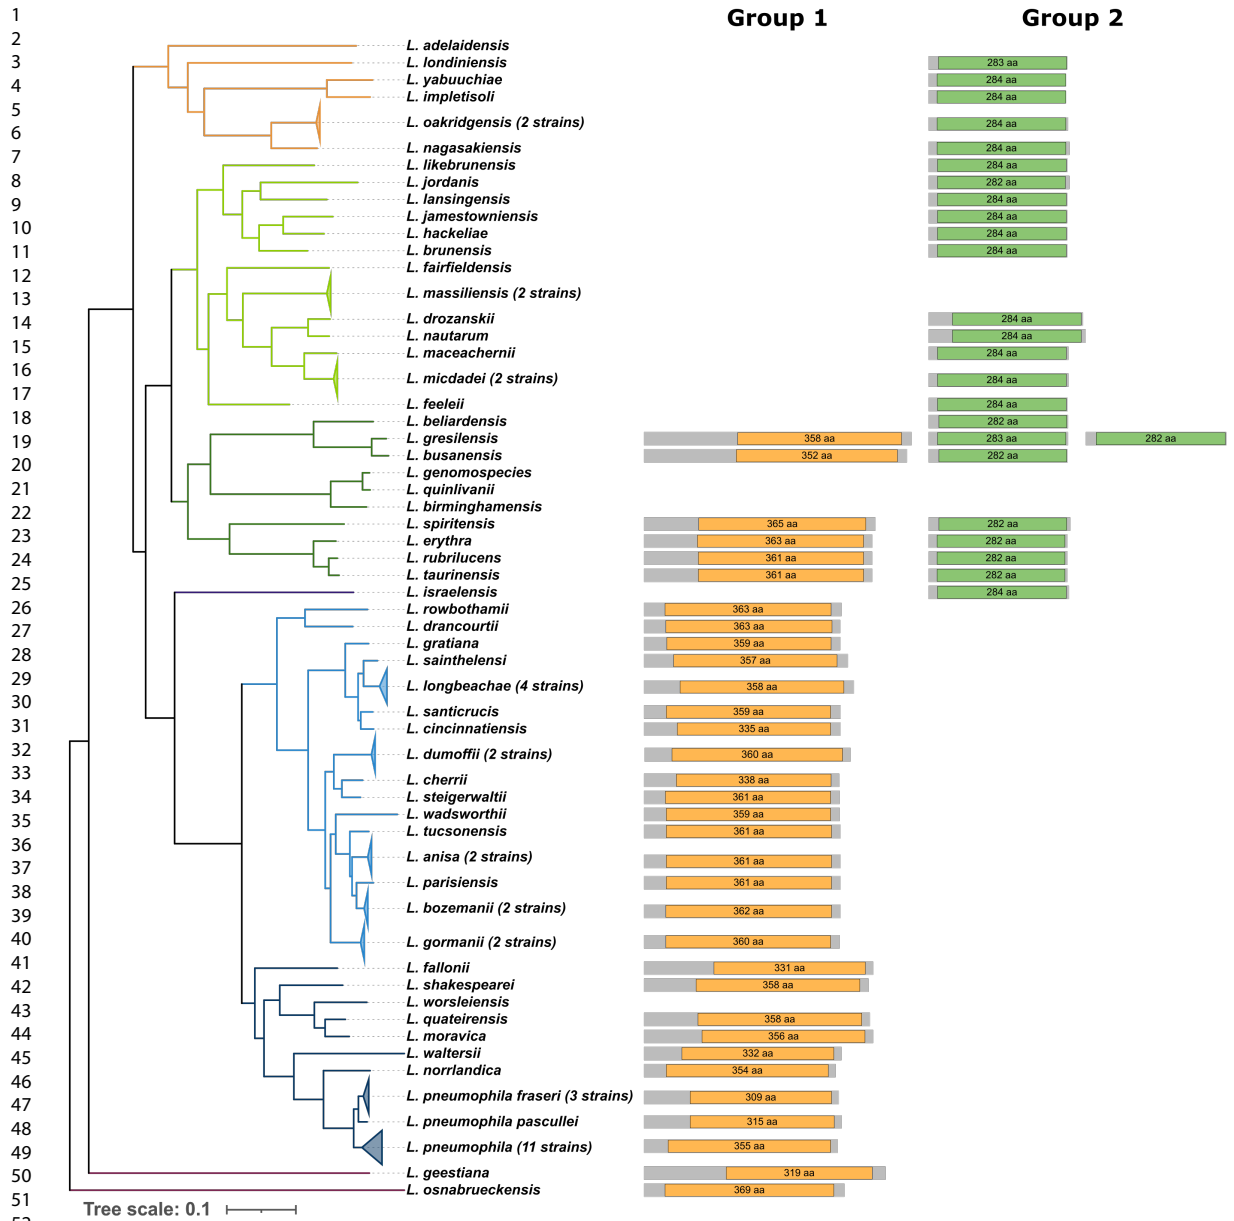 Group 1 Group 2
1
2
3
4
5
6
7
8
9
10
11
12
13
14
15
16
17
18
19
20
21
22
23
24
25
26
27
28
29
30
31
32
33
34
35
36
37
38
39
40
41
42
43
44
45
46
47
48
49
50
51
L. adelaidensis
L. londiniensis 283 aa
L. yabuuchiae 284 aa
L. impletisoli 284 aa
L. oakridgensis (2 strains) 284 aa
L. nagasakiensis 284 aa
L. likebrunensis 284 aa
L. jordanis 282 aa
L. lansingensis 284 aa
L. jamestowniensis 284 aa
L. hackeliae 284 aa
L. brunensis 284 aa
L. fairfieldensis
L. massiliensis (2 strains)
L. drozanskii 284 aa
L. nautarum 284 aa
L. maceachernii 284 aa
L. micdadei (2 strains) 284 aa
L. feeleii 284 aa
L. beliardensis 282 aa
L. gresilensis 358 aa 283 aa 282 aa
L. busanensis 352 aa 282 aa
L. genomospecies
L. quinlivanii
L. birminghamensis
L. spiritensis 365 aa 282 aa
L. erythra 363 aa 282 aa
L. rubrilucens 361 aa 282 aa
L. taurinensis 361 aa 282 aa
L. israelensis 284 aa
L. rowbothamii 363 aa
L. drancourtii 363 aa
L. gratiana 359 aa
L. sainthelensi 357 aa
L. longbeachae (4 strains) 358 aa
L. santicrucis 359 aa
L. cincinnatiensis 335 aa
L. dumoffii (2 strains) 360 aa
L. cherrii 338 aa
L. steigerwaltii 361 aa
L. wadsworthii 359 aa
L. tucsonensis 361 aa
L. anisa (2 strains) 361 aa
L. parisiensis 361 aa
L. bozemanii (2 strains) 362 aa
L. gormanii (2 strains) 360 aa
L. fallonii 331 aa
L. shakespearei 358 aa
L. worsleiensis
L. quateirensis 358 aa
L. moravica 356 aa
L. waltersii 332 aa
L. norrlandica 354 aa
L. pneumophila fraseri (3 strains) 309 aa
L. pneumophila pascullei 315 aa
L. pneumophila (11 strains) 355 aa
L. geestiana 319 aa
L. osnabrueckensis 369 aa
Tree scale: 0.1